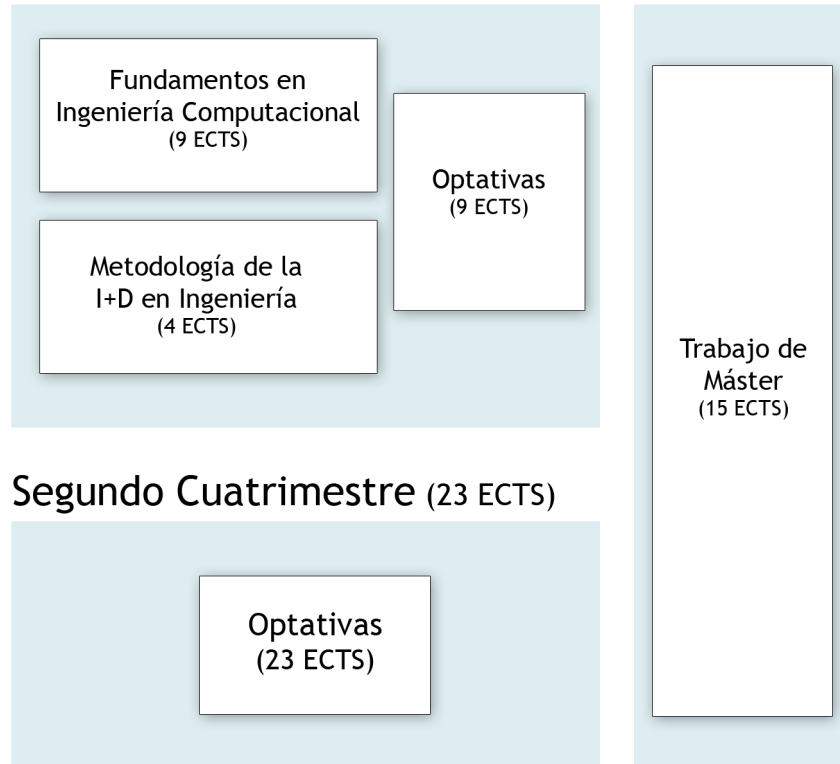 Fundamentos en
Ingeniería Computacional
(9 ECTS)
Metodología de la
I+D en Ingeniería
(4 ECTS)
Optativas
(9 ECTS)
Trabajo de
Máster
(15 ECTS)
Segundo Cuatrimestre (23 ECTS)
Optativas
(23 ECTS)